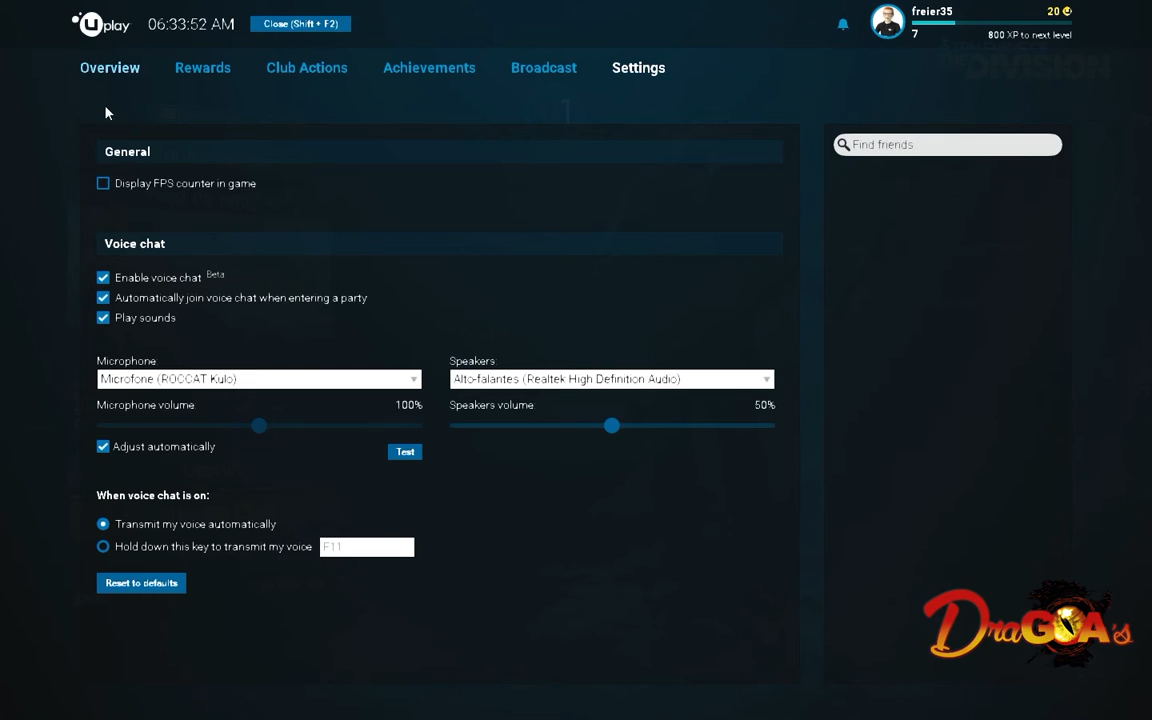 uplay 06:33:52 AM Close (Shift + F2) freier35 20
7 800 XP to next level
Overview Rewards Club Actions Achievements Broadcast Settings
THE DIVISION
General
Find friends
Display FPS counter in game
Voice chat
Enable voice chat Beta
Automatically join voice chat when entering a party
Play sounds
Microphone: Speakers:
Microfone (ROCCAT Kulo) Alto-falantes (Realtek High Definition Audio)
Microphone volume: 100% Speakers volume: 50%
Adjust automatically Test
When voice chat is on:
Transmit my voice automatically
Hold down this key to transmit my voice F11
Reset to defaults
DraGOA's